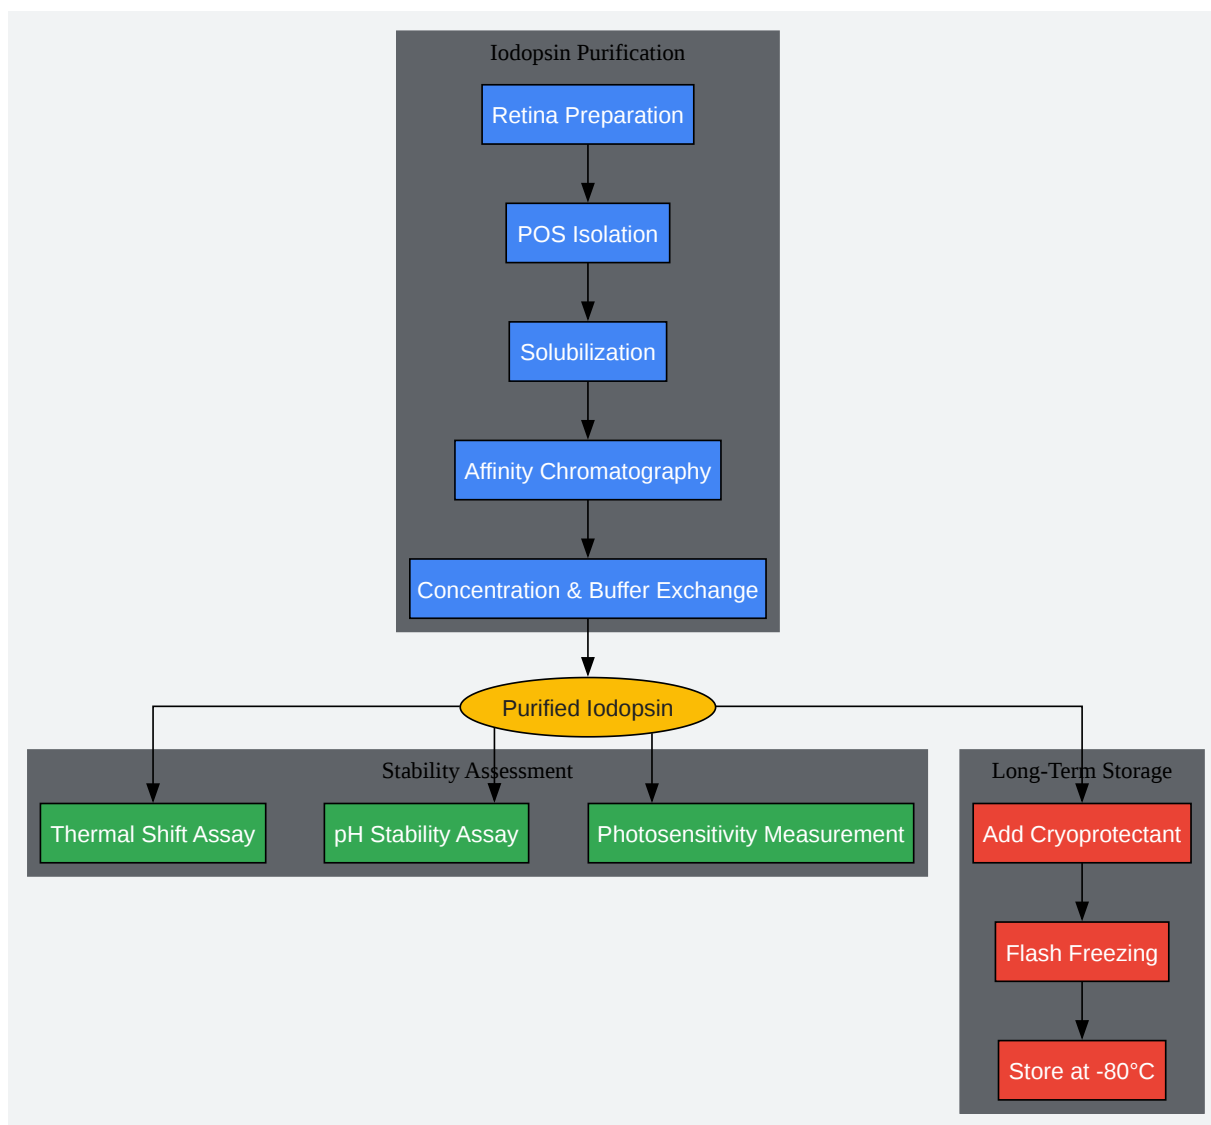 Iodopsin Purification
Retina Preparation
POS Isolation
Solubilization
Affinity Chromatography
Concentration & Buffer Exchange
Purified Iodopsin
Stability Assessment
Thermal Shift Assay
pH Stability Assay
Photosensitivity Measurement
Long-Term Storage
Add Cryoprotectant
Flash Freezing
Store at -80°C